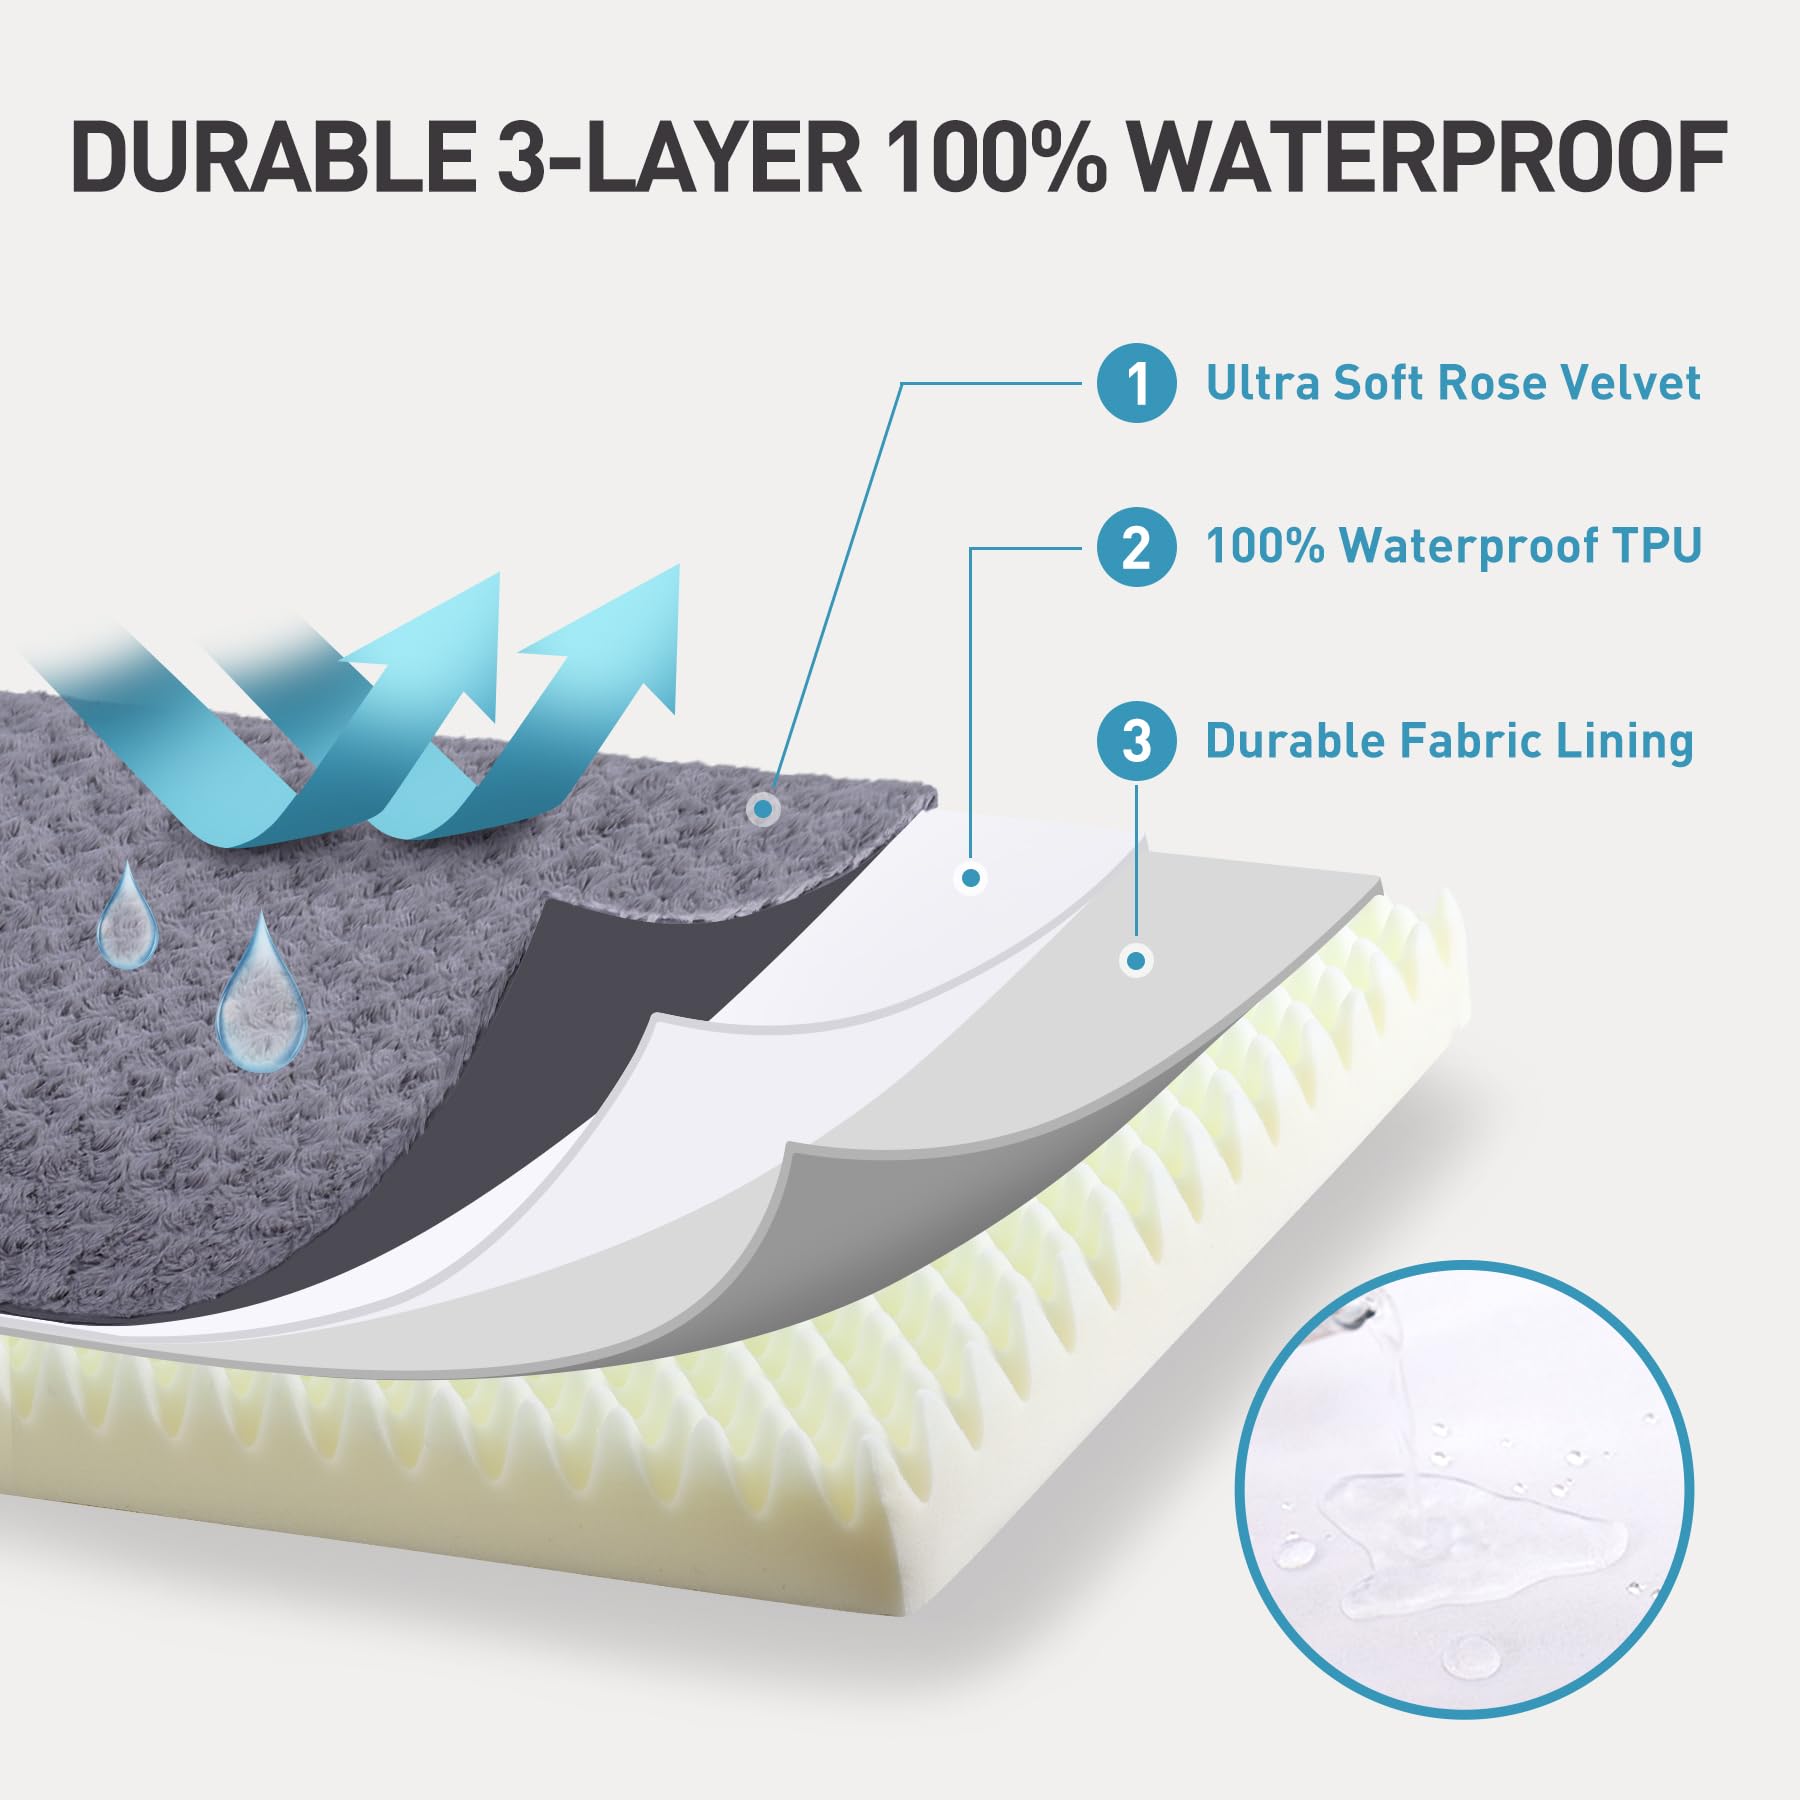 DURABLE 3-LAYER 100% WATERPROOF
1 Ultra Soft Rose Velvet
2 100% Waterproof TPU
3 Durable Fabric Lining